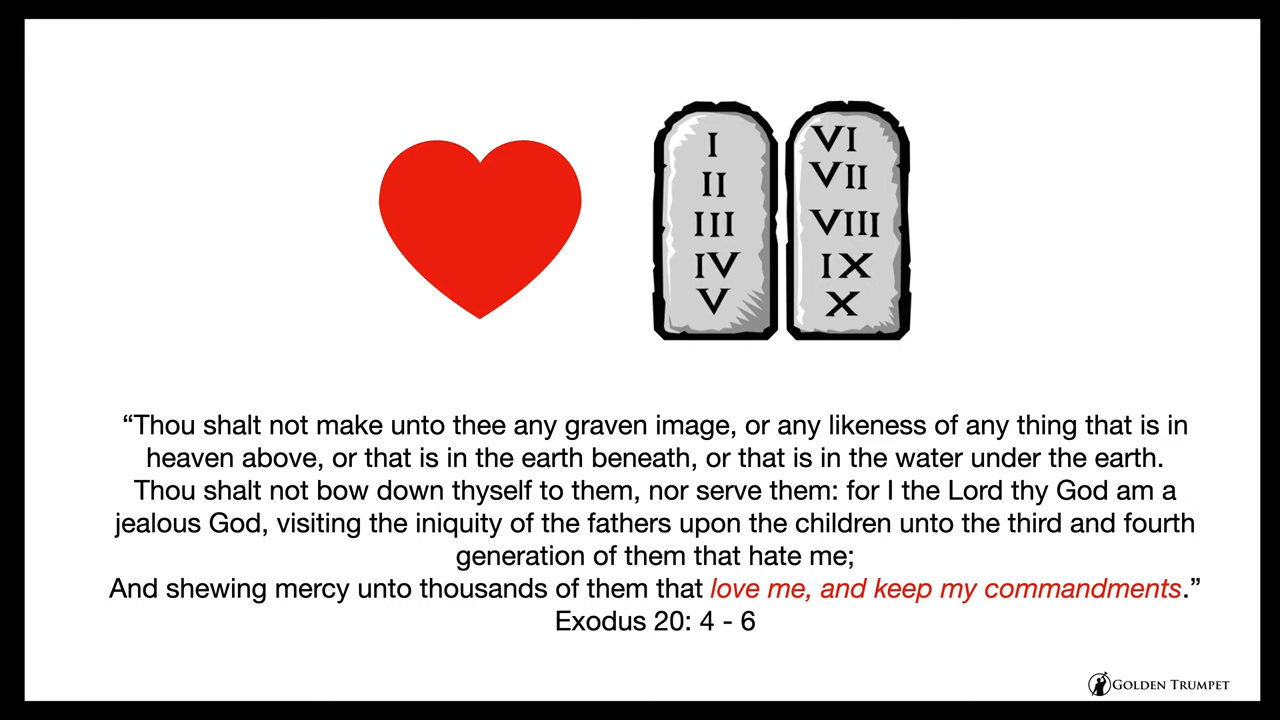 I
II
III
IV
V
VI
VII
VIII
IX
X
“Thou shalt not make unto thee any graven image, or any likeness of any thing that is in
heaven above, or that is in the earth beneath, or that is in the water under the earth.
Thou shalt not bow down thyself to them, nor serve them: for I the Lord thy God am a
jealous God, visiting the iniquity of the fathers upon the children unto the third and fourth
generation of them that hate me;
And shewing mercy unto thousands of them that love me, and keep my commandments.”
Exodus 20: 4 - 6
GOLDEN TRUMPET